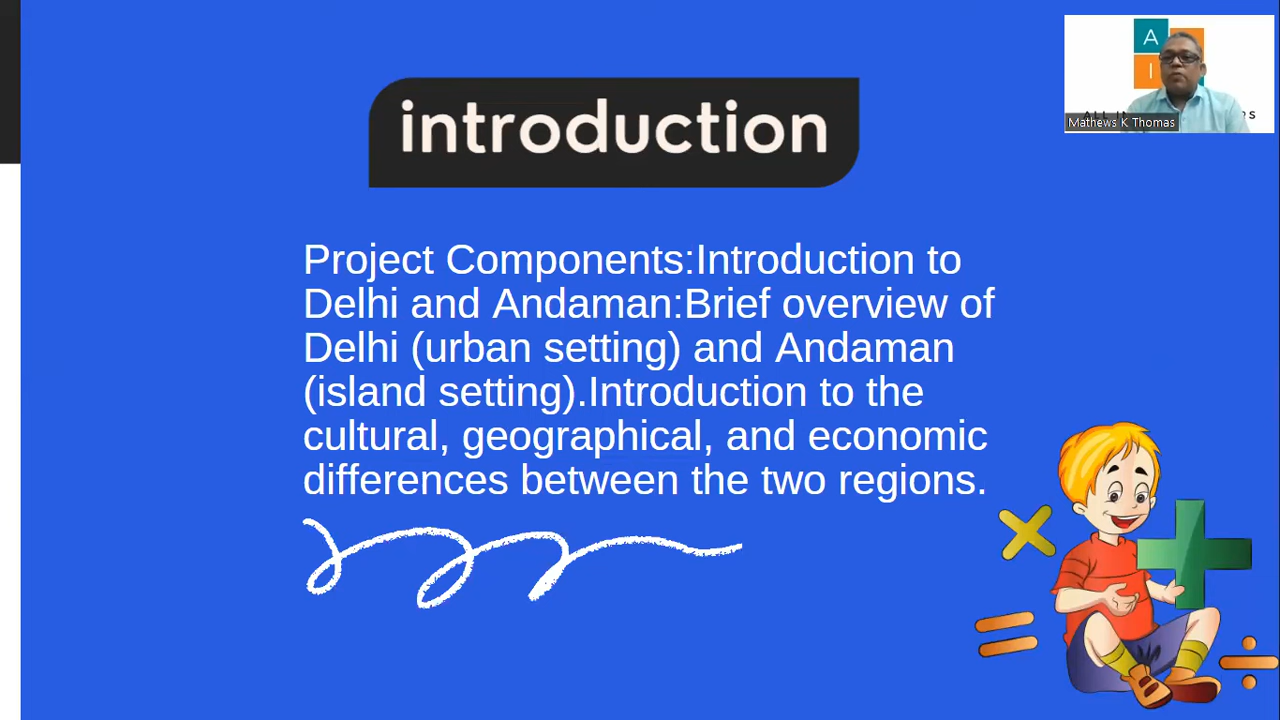 introduction
Project Components:Introduction to
Delhi and Andaman:Brief overview of
Delhi (urban setting) and Andaman
(island setting).Introduction to the
cultural, geographical, and economic
differences between the two regions.
A
I
Mathews K Thomas